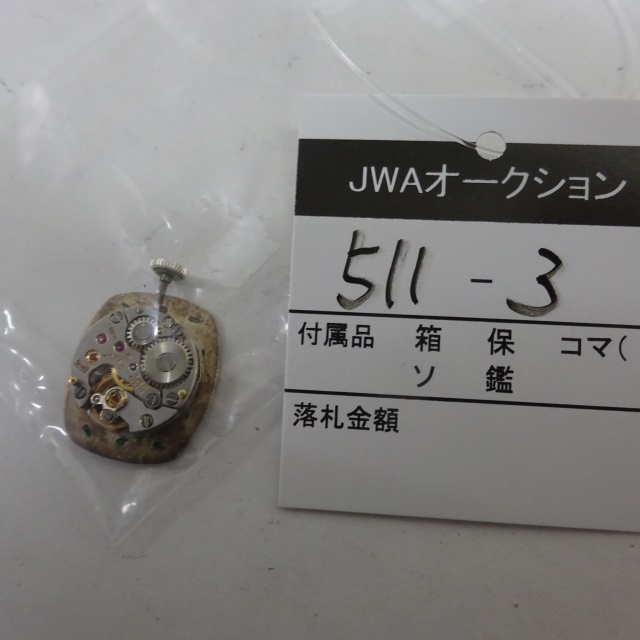 JWAオークション
511 - 3
付属品 箱 保 コマ(
ソ 鑑
落札金額